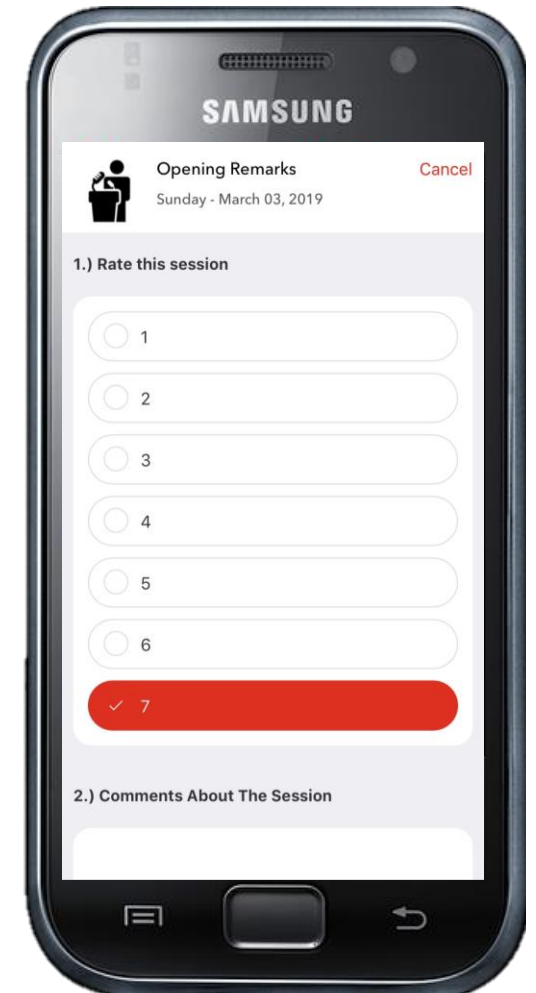 SAMSUNG
Opening Remarks
Cancel
Sunday - March 03, 2019
1.) Rate this session
1
2
3
4
5
6
7
2.) Comments About The Session